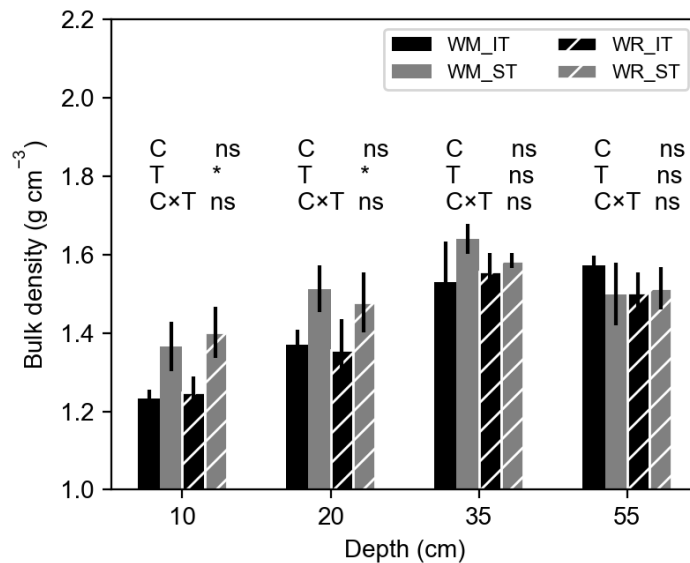 2.2
WM_IT WR_IT
WM_ST WR_ST
2.0
C ns C ns C ns C ns
1.8 T * T * T ns T ns
C×T ns C×T ns C×T ns C×T ns
1.6
1.4
1.2
1.0
10 20 35 55
Depth (cm)
Bulk density (g cm⁻³)